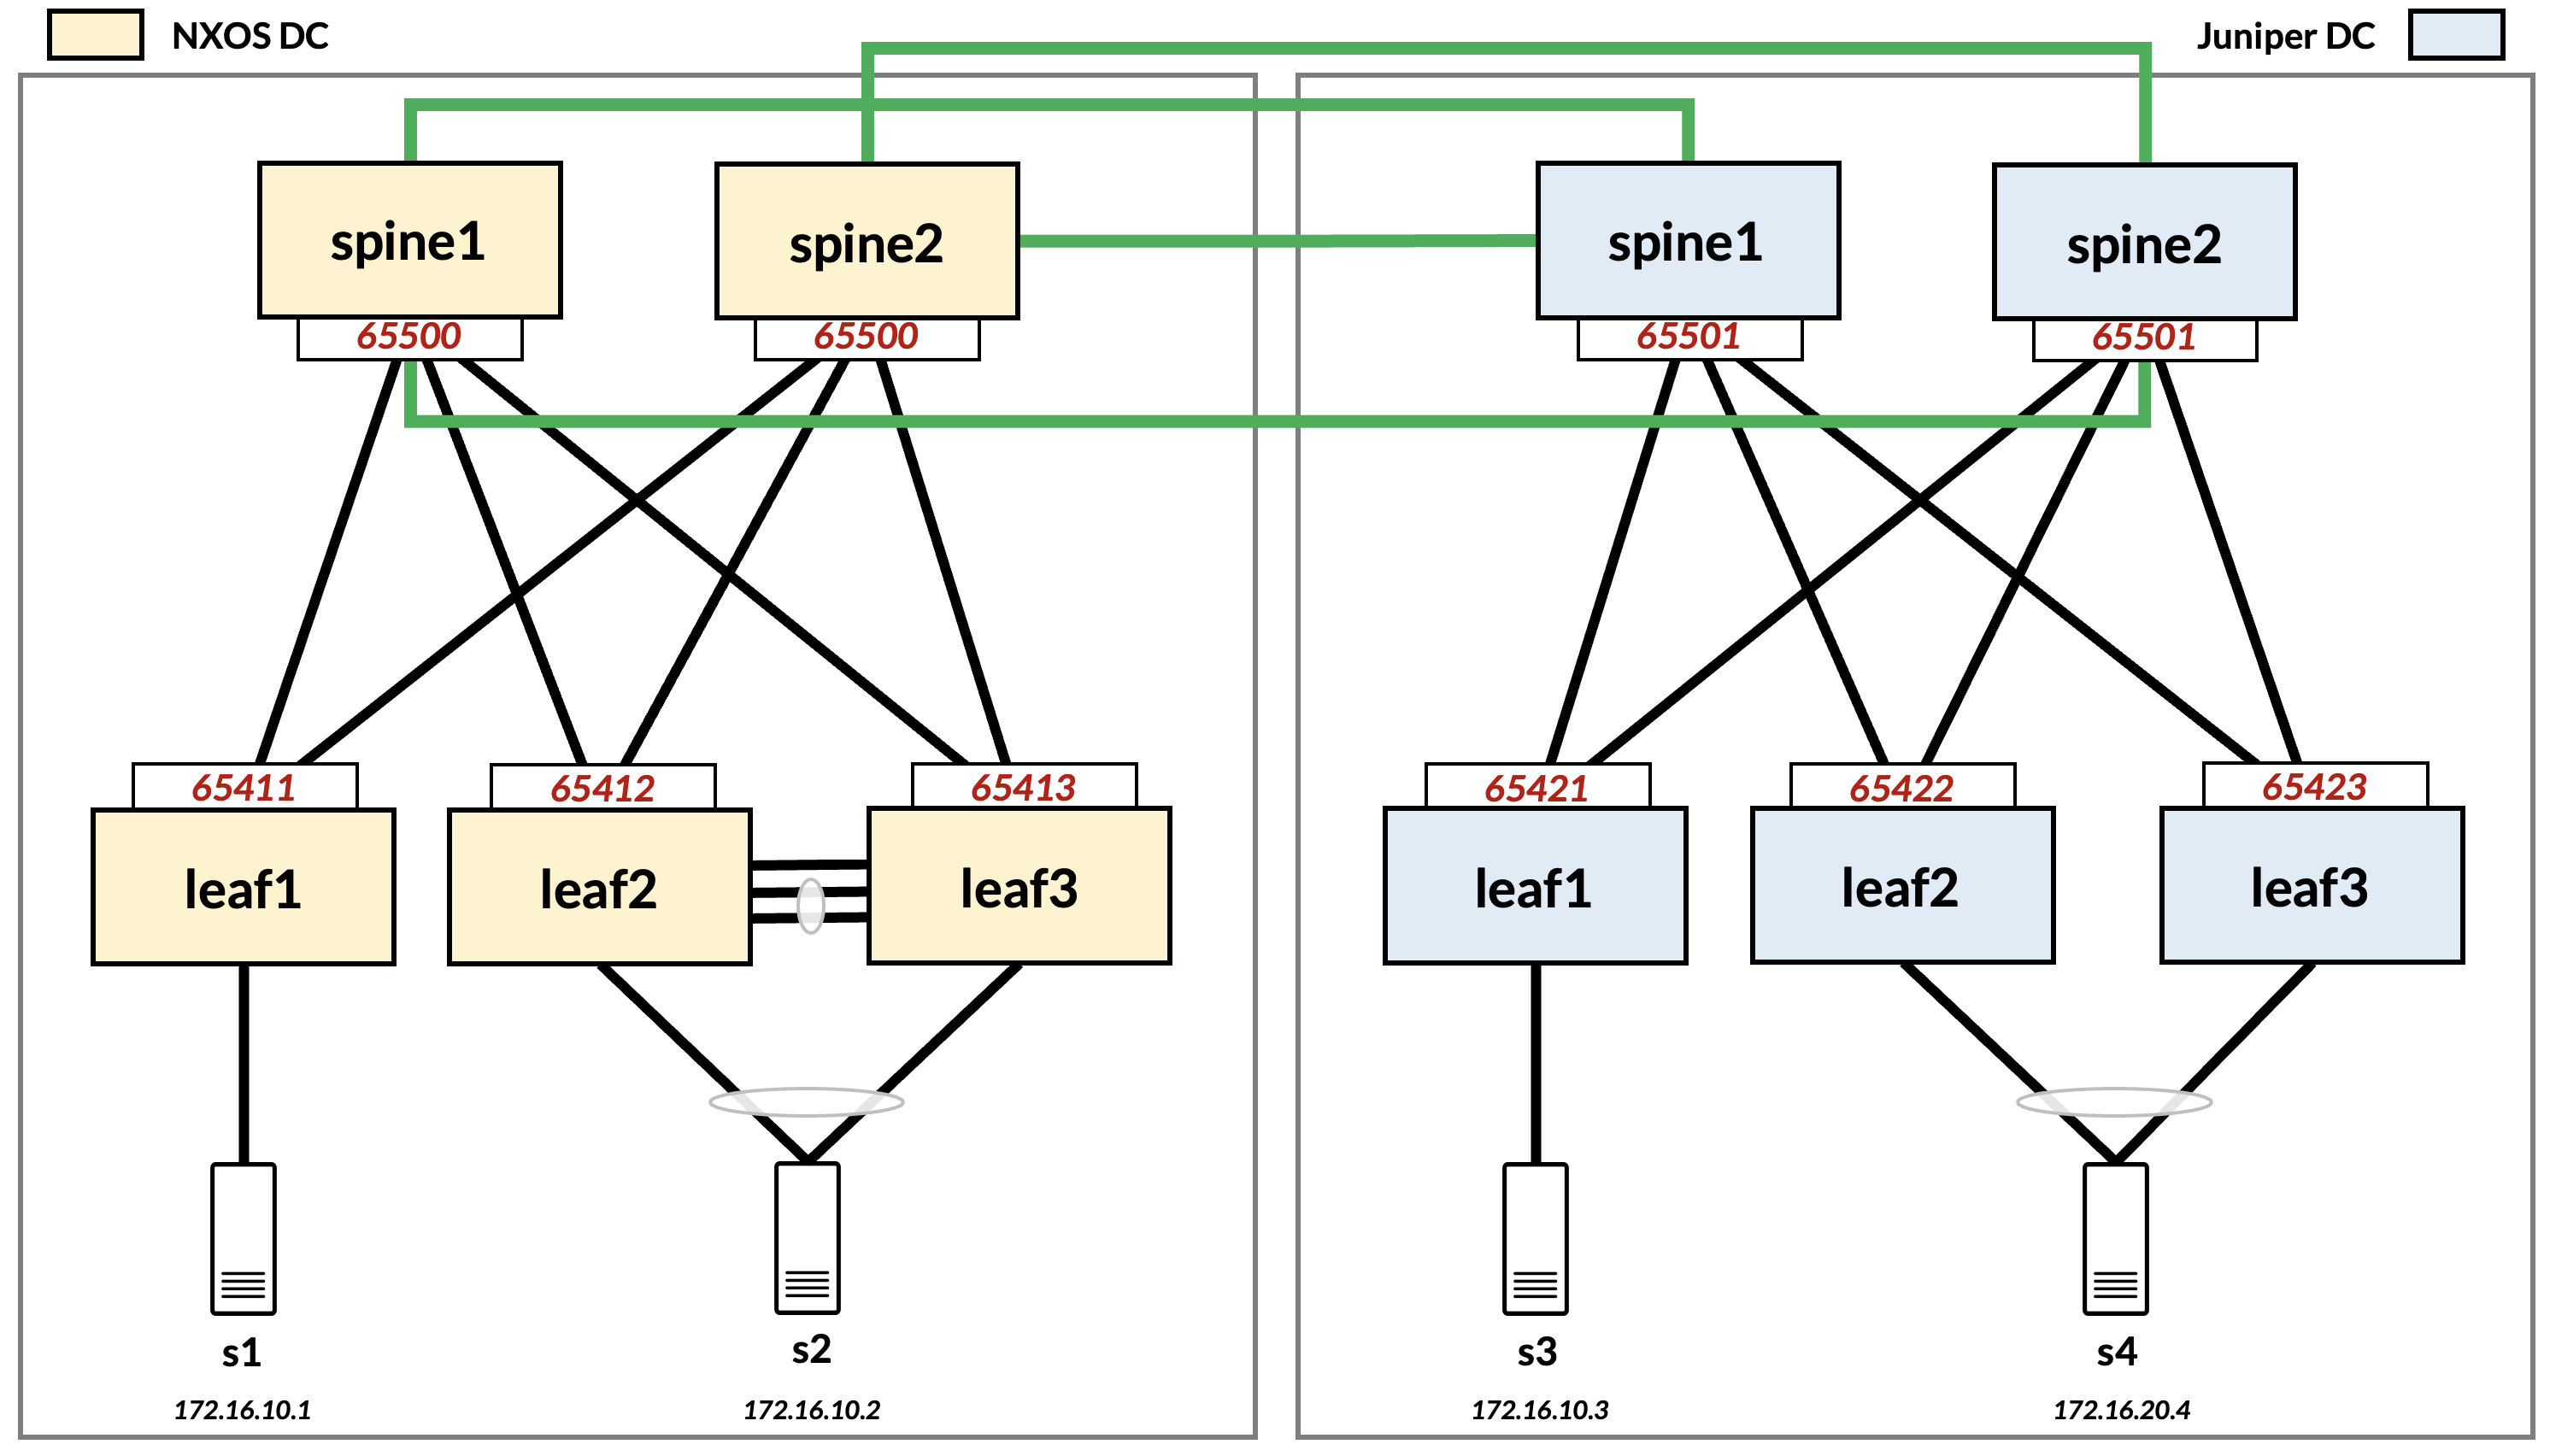 NXOS DC
Juniper DC
spine1
spine2
spine1
spine2
65500
65500
65501
65501
65411
65412
65413
65421
65422
65423
leaf1
leaf2
leaf3
leaf1
leaf2
leaf3
s1
s2
s3
s4
172.16.10.1
172.16.10.2
172.16.10.3
172.16.20.4